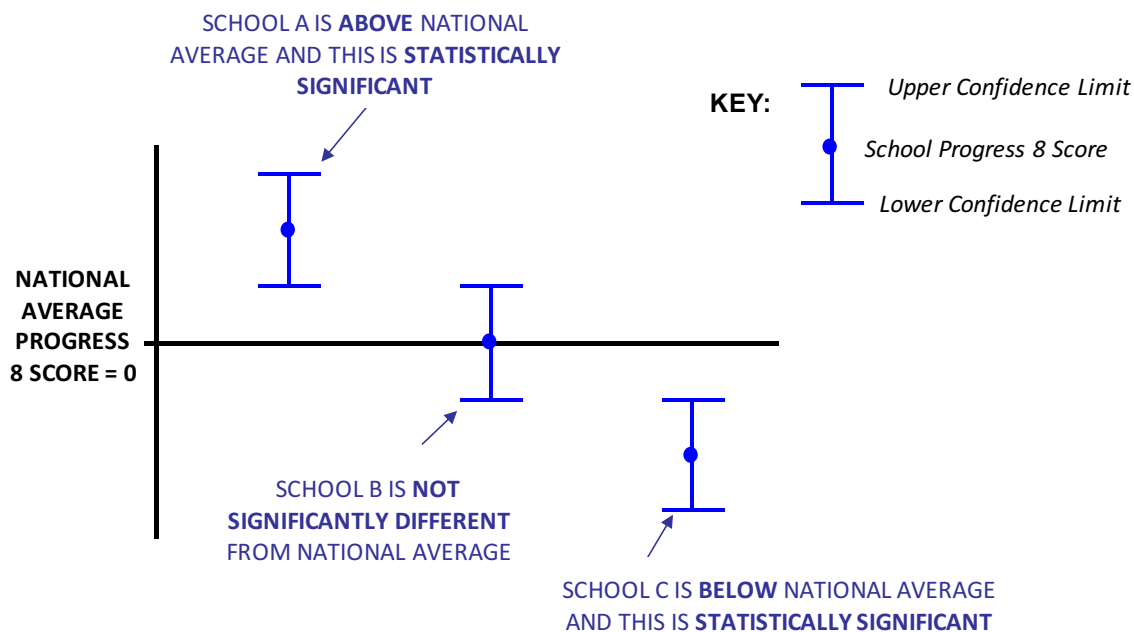 SCHOOL A IS ABOVE NATIONAL
AVERAGE AND THIS IS STATISTICALLY
SIGNIFICANT
KEY:
Upper Confidence Limit
School Progress 8 Score
Lower Confidence Limit
NATIONAL
AVERAGE
PROGRESS
8 SCORE = 0
SCHOOL B IS NOT
SIGNIFICANTLY DIFFERENT
FROM NATIONAL AVERAGE
SCHOOL C IS BELOW NATIONAL AVERAGE
AND THIS IS STATISTICALLY SIGNIFICANT